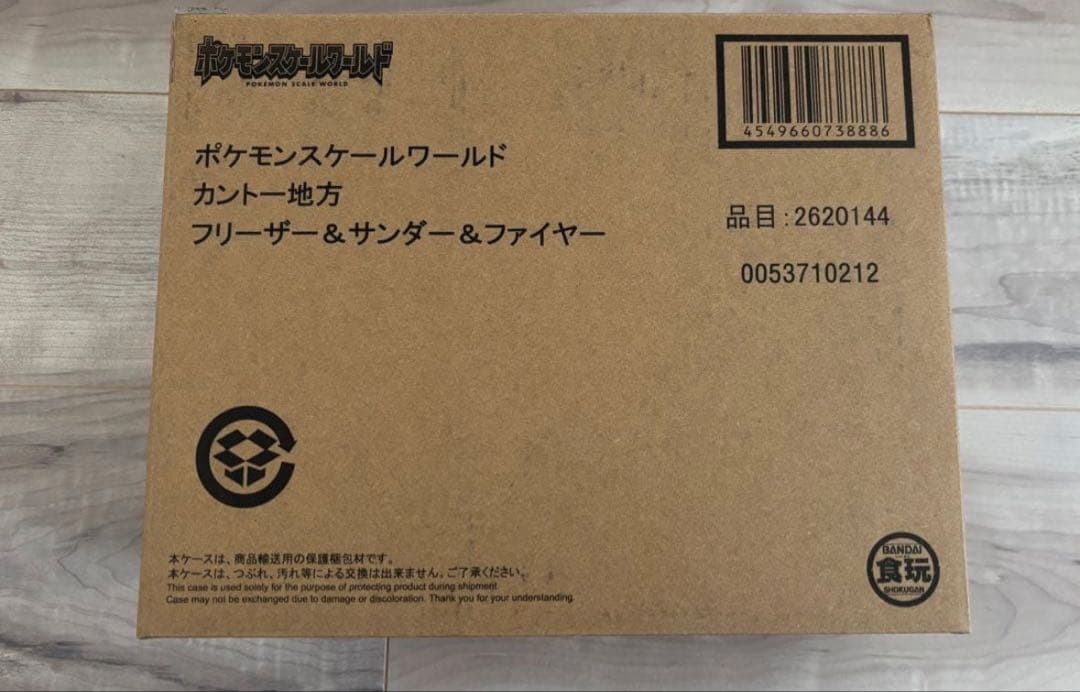 ポケモンスケールワールド
POKÉMON SCALE WORLD
4549660738886
ポケモンスケールワールド
カントー地方
フリーザー&サンダー&ファイヤー
品目:2620144
0053710212
本ケースは、商品輸送用の保護梱包材です。
本ケースは、つぶれ、汚れ等による交換は出来ません。ご了承ください。
This case is used solely for the purpose of protecting product during shipment.
Case may not be exchanged due to damage or discoloration. Thank you for your understanding.
BANDAI
食玩
SHOKUGAN